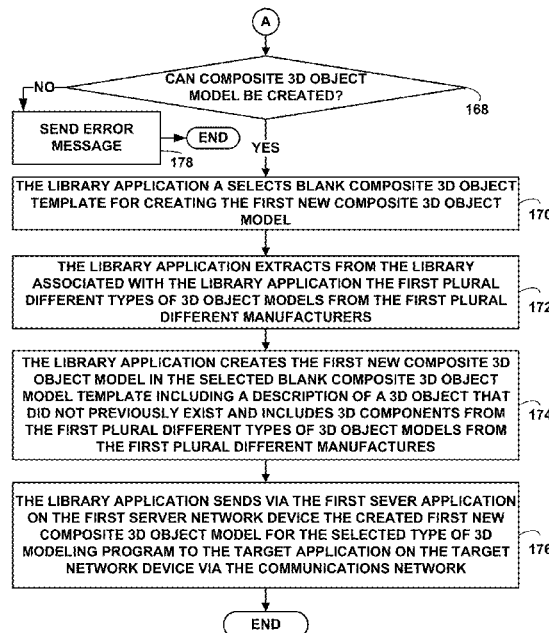 A
CAN COMPOSITE 3D OBJECT
MODEL BE CREATED?
168
NO
SEND ERROR
MESSAGE
178
END
YES
THE LIBRARY APPLICATION A SELECTS BLANK COMPOSITE 3D OBJECT
TEMPLATE FOR CREATING THE FIRST NEW COMPOSITE 3D OBJECT
MODEL
170
THE LIBRARY APPLICATION EXTRACTS FROM THE LIBRARY
ASSOCIATED WITH THE LIBRARY APPLICATION THE FIRST PLURAL
DIFFERENT TYPES OF 3D OBJECT MODELS FROM THE FIRST PLURAL
DIFFERENT MANUFACTURERS
172
THE LIBRARY APPLICATION CREATES THE FIRST NEW COMPOSITE 3D
OBJECT MODEL IN THE SELECTED BLANK COMPOSITE 3D OBJECT
MODEL TEMPLATE INCLUDING A DESCRIPTION OF A 3D OBJECT THAT
DID NOT PREVIOUSLY EXIST AND INCLUDES 3D COMPONENTS FROM
THE FIRST PLURAL DIFFERENT TYPES OF 3D OBJECT MODELS FROM
THE FIRST PLURAL DIFFERENT MANUFACTURES
174
THE LIBRARY APPLICATION SENDS VIA THE FIRST SEVER APPLICATION
ON THE FIRST SERVER NETWORK DEVICE THE CREATED FIRST NEW
COMPOSITE 3D OBJECT MODEL FOR THE SELECTED TYPE OF 3D
MODELING PROGRAM TO THE TARGET APPLICATION ON THE TARGET
NETWORK DEVICE VIA THE COMMUNICATIONS NETWORK
176
END